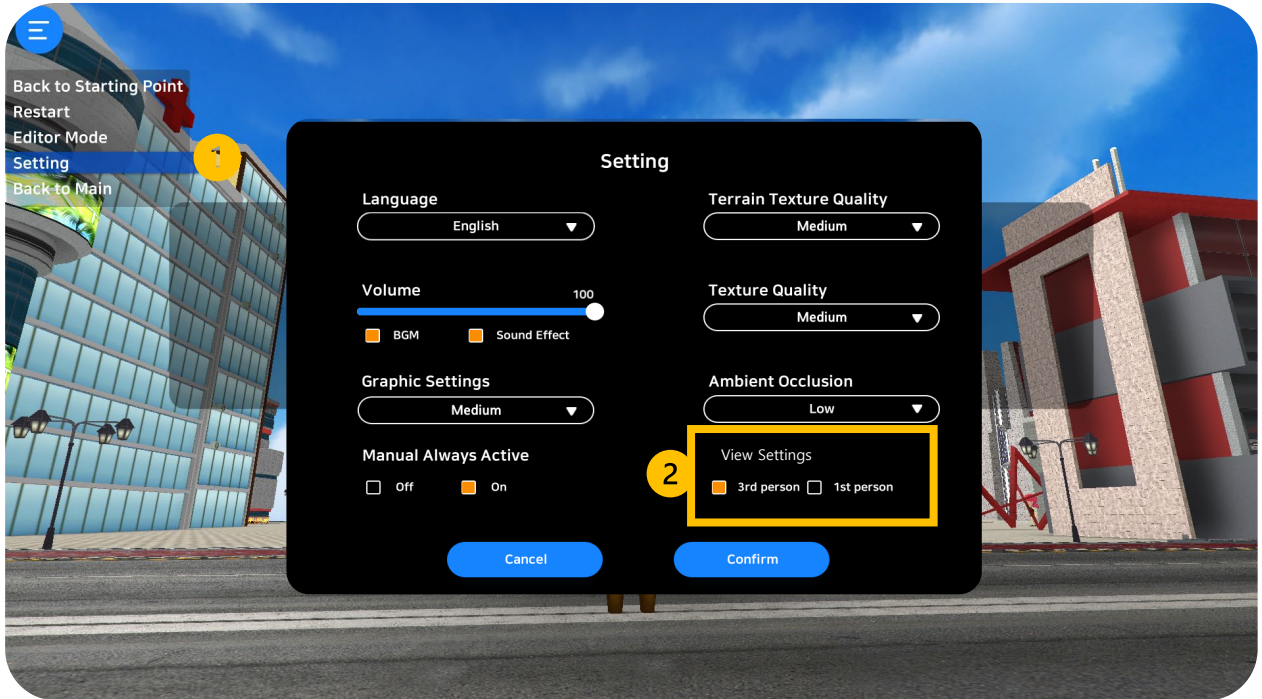 Back to Starting Point
Restart
Editor Mode
Setting
Back to Main
1
Setting
Language
English
Volume
100
BGM
Sound Effect
Graphic Settings
Medium
Manual Always Active
Off
On
Terrain Texture Quality
Medium
Texture Quality
Medium
Ambient Occlusion
Low
2
View Settings
3rd person
1st person
Cancel
Confirm